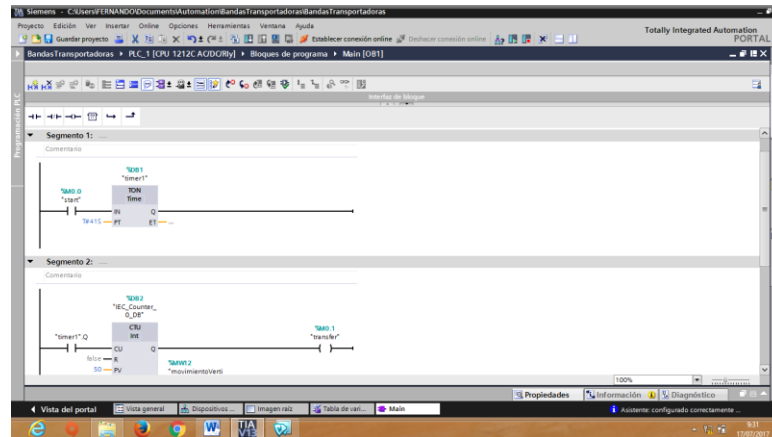 Siemens - C:\Users\FERNANDO\Documents\Automation\BandasTransportadoras\BandasTransportadoras
Proyecto Edición Ver Insertar Online Opciones Herramientas Ventana Ayuda
Guardar proyecto Establecer conexión online Deshacer conexión online
Totally Integrated Automation
PORTAL
BandasTransportadoras PLC_1 [CPU 1212C AC/DC/Rly] Bloques de programa Main [OB1]
Interfaz de bloque
Programación PLC
Segmento 1: ....
Comentario
%DB1
"timer1"
%M0.0
"start"
TON
Time
IN Q
T#41S PT ET ...
Segmento 2: ....
Comentario
%DB2
"IEC_Counter_
0_DB"
CTU
Int
"timer1".Q
%M0.1
"transfer"
CU Q
false R
%MW12
50 PV
"movimientoVerti
100%
Propiedades Información Diagnóstico
Vista del portal Vista general Dispositivos ... Imagen raíz Tabla de vari... Main
Asistente: configurado correctamente ...
TIA
V13
9:31
17/07/2017